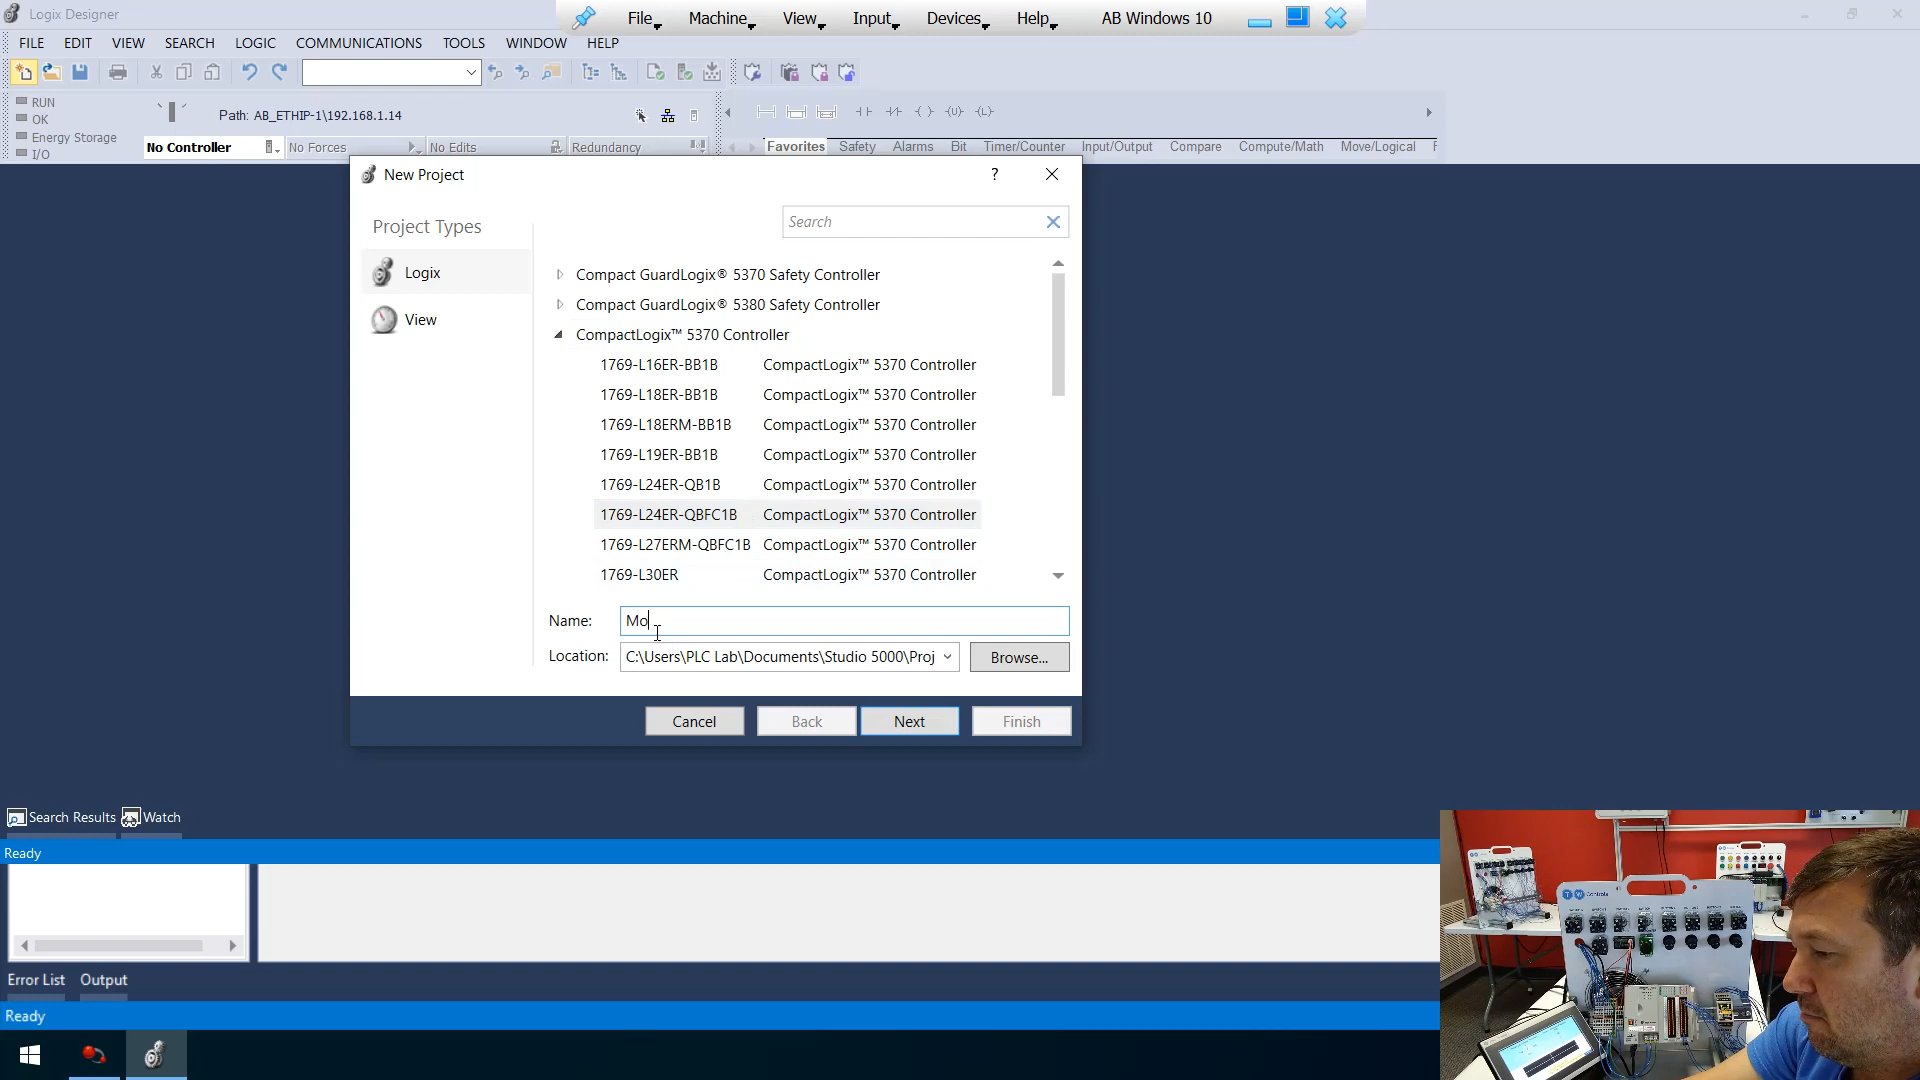 Logix Designer
File Machine View Input Devices Help AB Windows 10
FILE EDIT VIEW SEARCH LOGIC COMMUNICATIONS TOOLS WINDOW HELP
RUN
OK
Energy Storage
I/O
Path: AB_ETHIP-1\192.168.1.14
No Controller No Forces No Edits Redundancy
Favorites Safety Alarms Bit Timer/Counter Input/Output Compare Compute/Math Move/Logical
New Project
?
Project Types
Logix
View
Search
Compact GuardLogix® 5370 Safety Controller
Compact GuardLogix® 5380 Safety Controller
CompactLogix™ 5370 Controller
1769-L16ER-BB1B CompactLogix™ 5370 Controller
1769-L18ER-BB1B CompactLogix™ 5370 Controller
1769-L18ERM-BB1B CompactLogix™ 5370 Controller
1769-L19ER-BB1B CompactLogix™ 5370 Controller
1769-L24ER-QB1B CompactLogix™ 5370 Controller
1769-L24ER-QBFC1B CompactLogix™ 5370 Controller
1769-L27ERM-QBFC1B CompactLogix™ 5370 Controller
1769-L30ER CompactLogix™ 5370 Controller
Name: Mo
Location: C:\Users\PLC Lab\Documents\Studio 5000\Proj Browse...
Cancel Back Next Finish
Search Results Watch
Ready
Error List Output
Ready
T W Controls